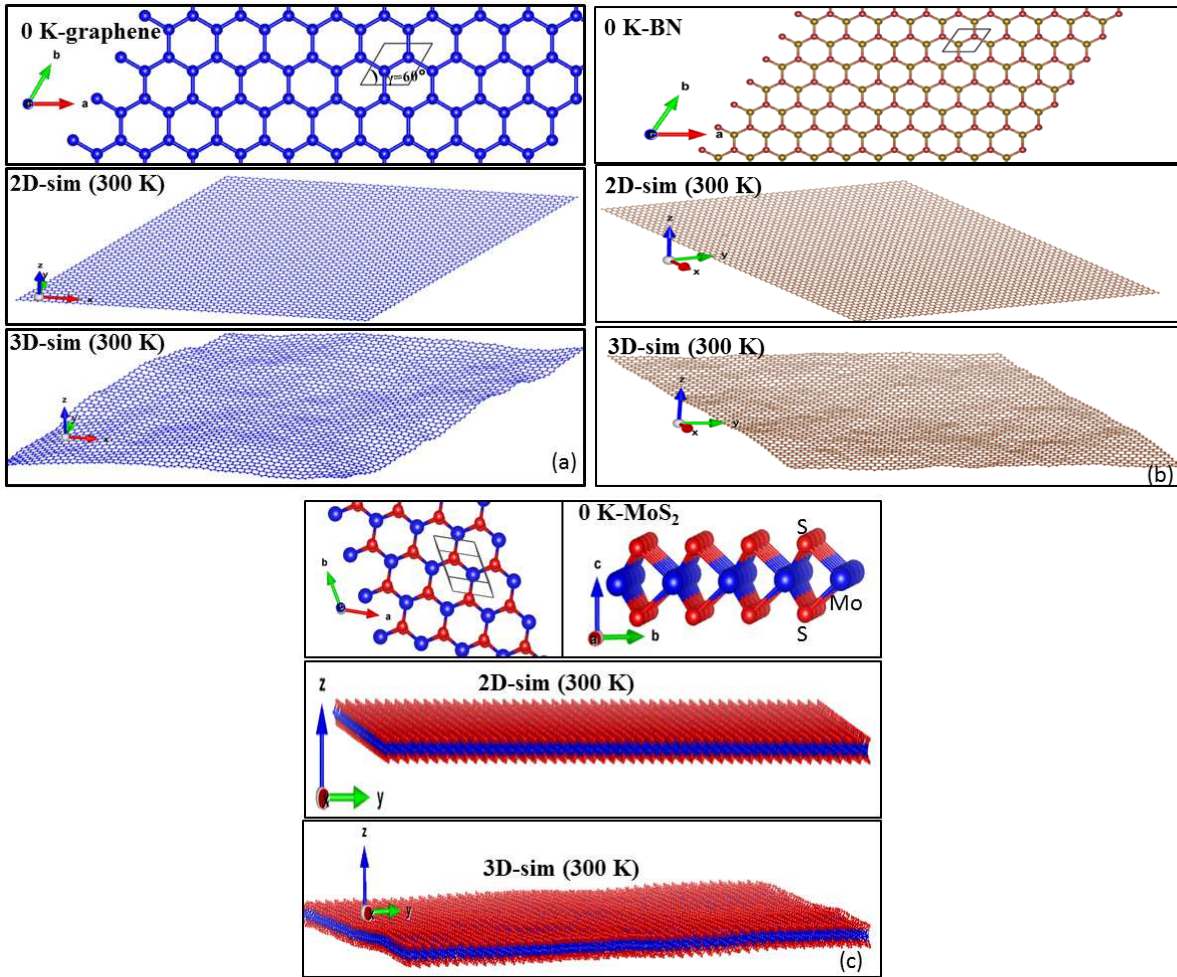 0 K-graphene
b
γ=60°
a
2D-sim (300 K)
z
y
x
3D-sim (300 K)
z
y
x
(a)
0 K-BN
b
a
2D-sim (300 K)
z
y
x
3D-sim (300 K)
z
y
x
(b)
b
a
0 K-MoS₂
S
c
Mo
a
b
S
2D-sim (300 K)
z
y
3D-sim (300 K)
z
y
(c)